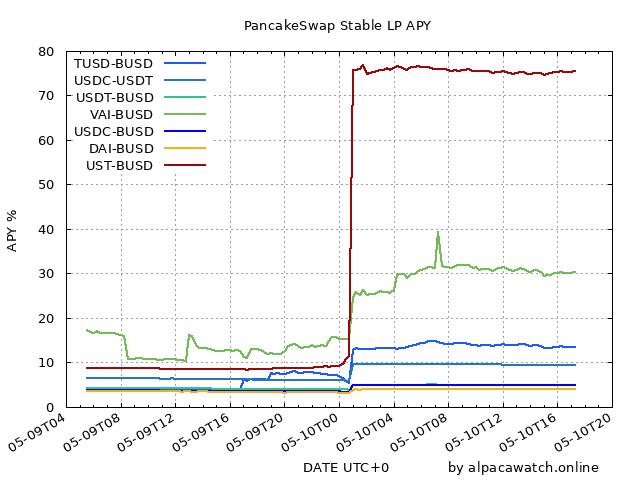 PancakeSwap Stable LP APY
80
70
60
50
40
30
20
10
0
APY %
TUSD-BUSD
USDC-USDT
USDT-BUSD
VAI-BUSD
USDC-BUSD
DAI-BUSD
UST-BUSD
05-09T04
05-09T08
05-09T12
05-09T16
05-09T20
05-10T00
05-10T04
05-10T08
05-10T12
05-10T16
05-10T20
DATE UTC+0
by alpacawatch.online